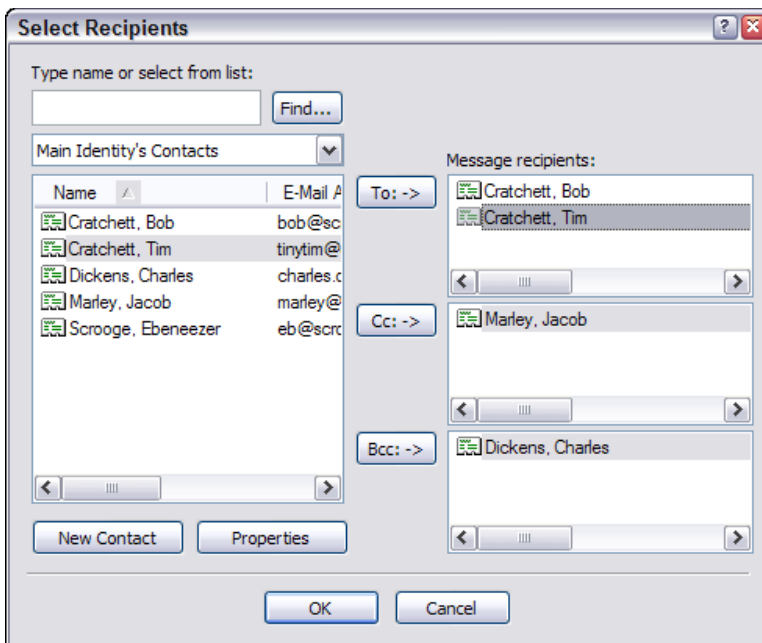 Select Recipients
Type name or select from list:
Find...
Main Identity's Contacts
Name E-Mail A
Cratchett, Bob bob@sc
Cratchett, Tim tinytim@
Dickens, Charles charles.c
Marley, Jacob marley@
Scrooge, Ebeneezer eb@scro
New Contact Properties
Message recipients:
To: ->
Cratchett, Bob
Cratchett, Tim
Cc: ->
Marley, Jacob
Bcc: ->
Dickens, Charles
OK Cancel